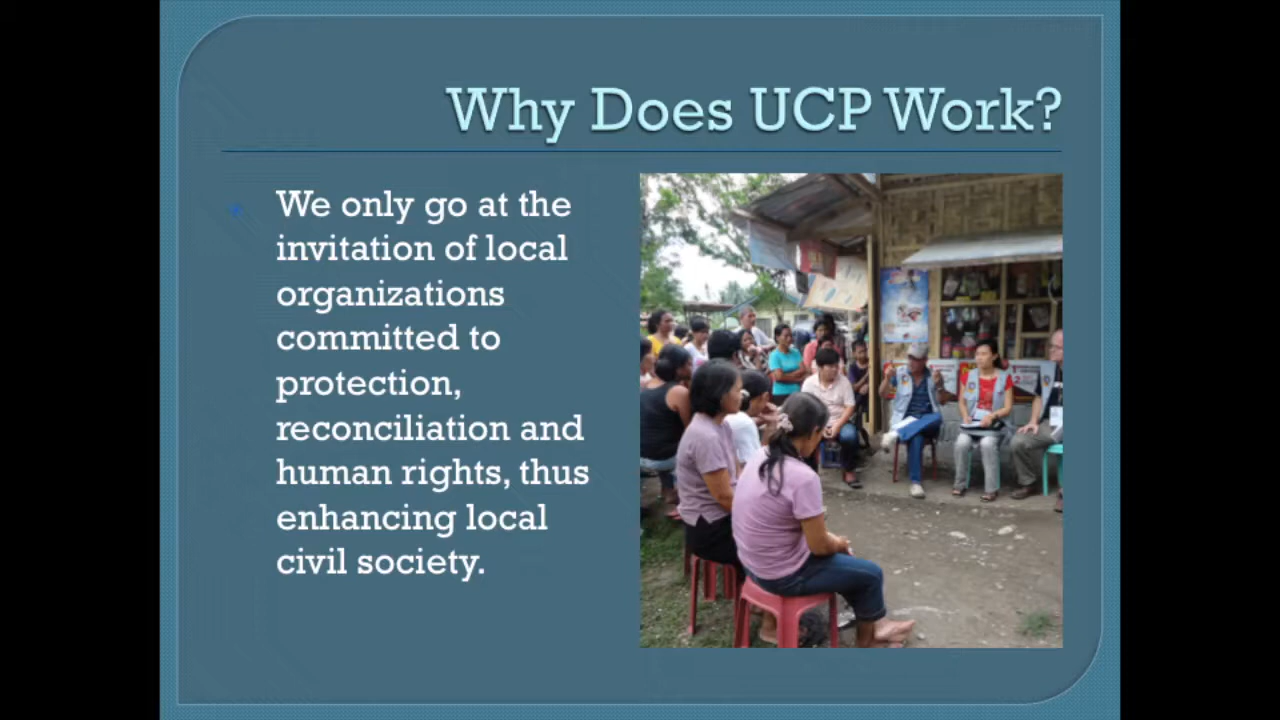 Why Does UCP Work?
We only go at the
invitation of local
organizations
committed to
protection,
reconciliation and
human rights, thus
enhancing local
civil society.